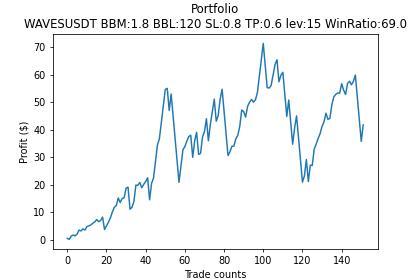 Portfolio
WAVESUSDT BBM:1.8 BBL:120 SL:0.8 TP:0.6 lev:15 WinRatio:69.0
Profit ($)
70
60
50
40
30
20
10
0
0 20 40 60 80 100 120 140
Trade counts